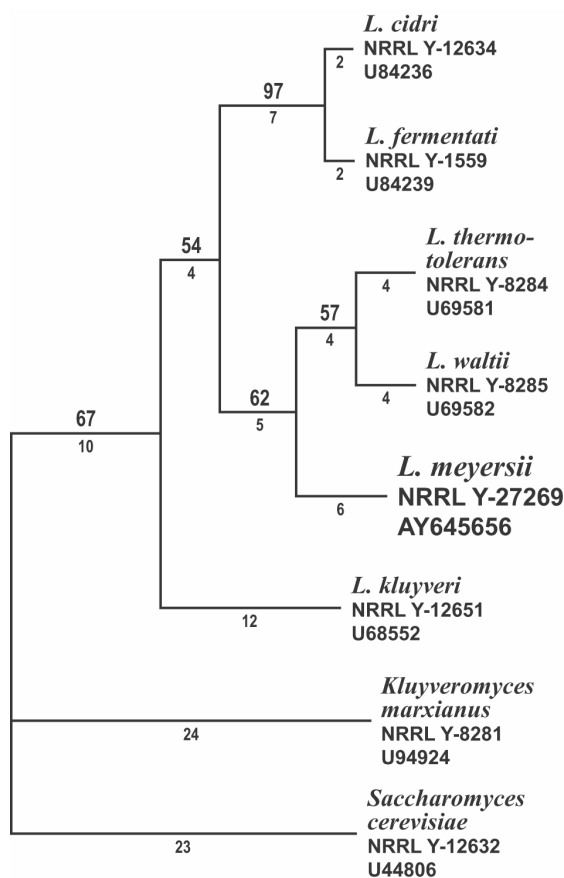 L. cidri
NRRL Y-12634
2
U84236
97
7
L. fermentati
NRRL Y-1559
2
U84239
54
4
L. thermo-
tolerans
NRRL Y-8284
4
U69581
57
4
L. waltii
NRRL Y-8285
4
U69582
62
5
67
10
L. meyersii
NRRL Y-27269
6
AY645656
L. kluyveri
NRRL Y-12651
12
U68552
Kluyveromyces
marxianus
NRRL Y-8281
24
U94924
Saccharomyces
cerevisiae
NRRL Y-12632
23
U44806